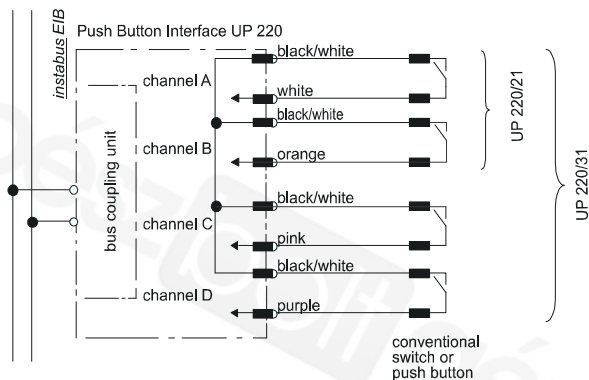 instabus EIB
Push Button Interface UP 220
bus coupling unit
channel A
black/white
white
channel B
black/white
orange
channel C
black/white
pink
channel D
black/white
purple
UP 220/21
UP 220/31
conventional
switch or
push button